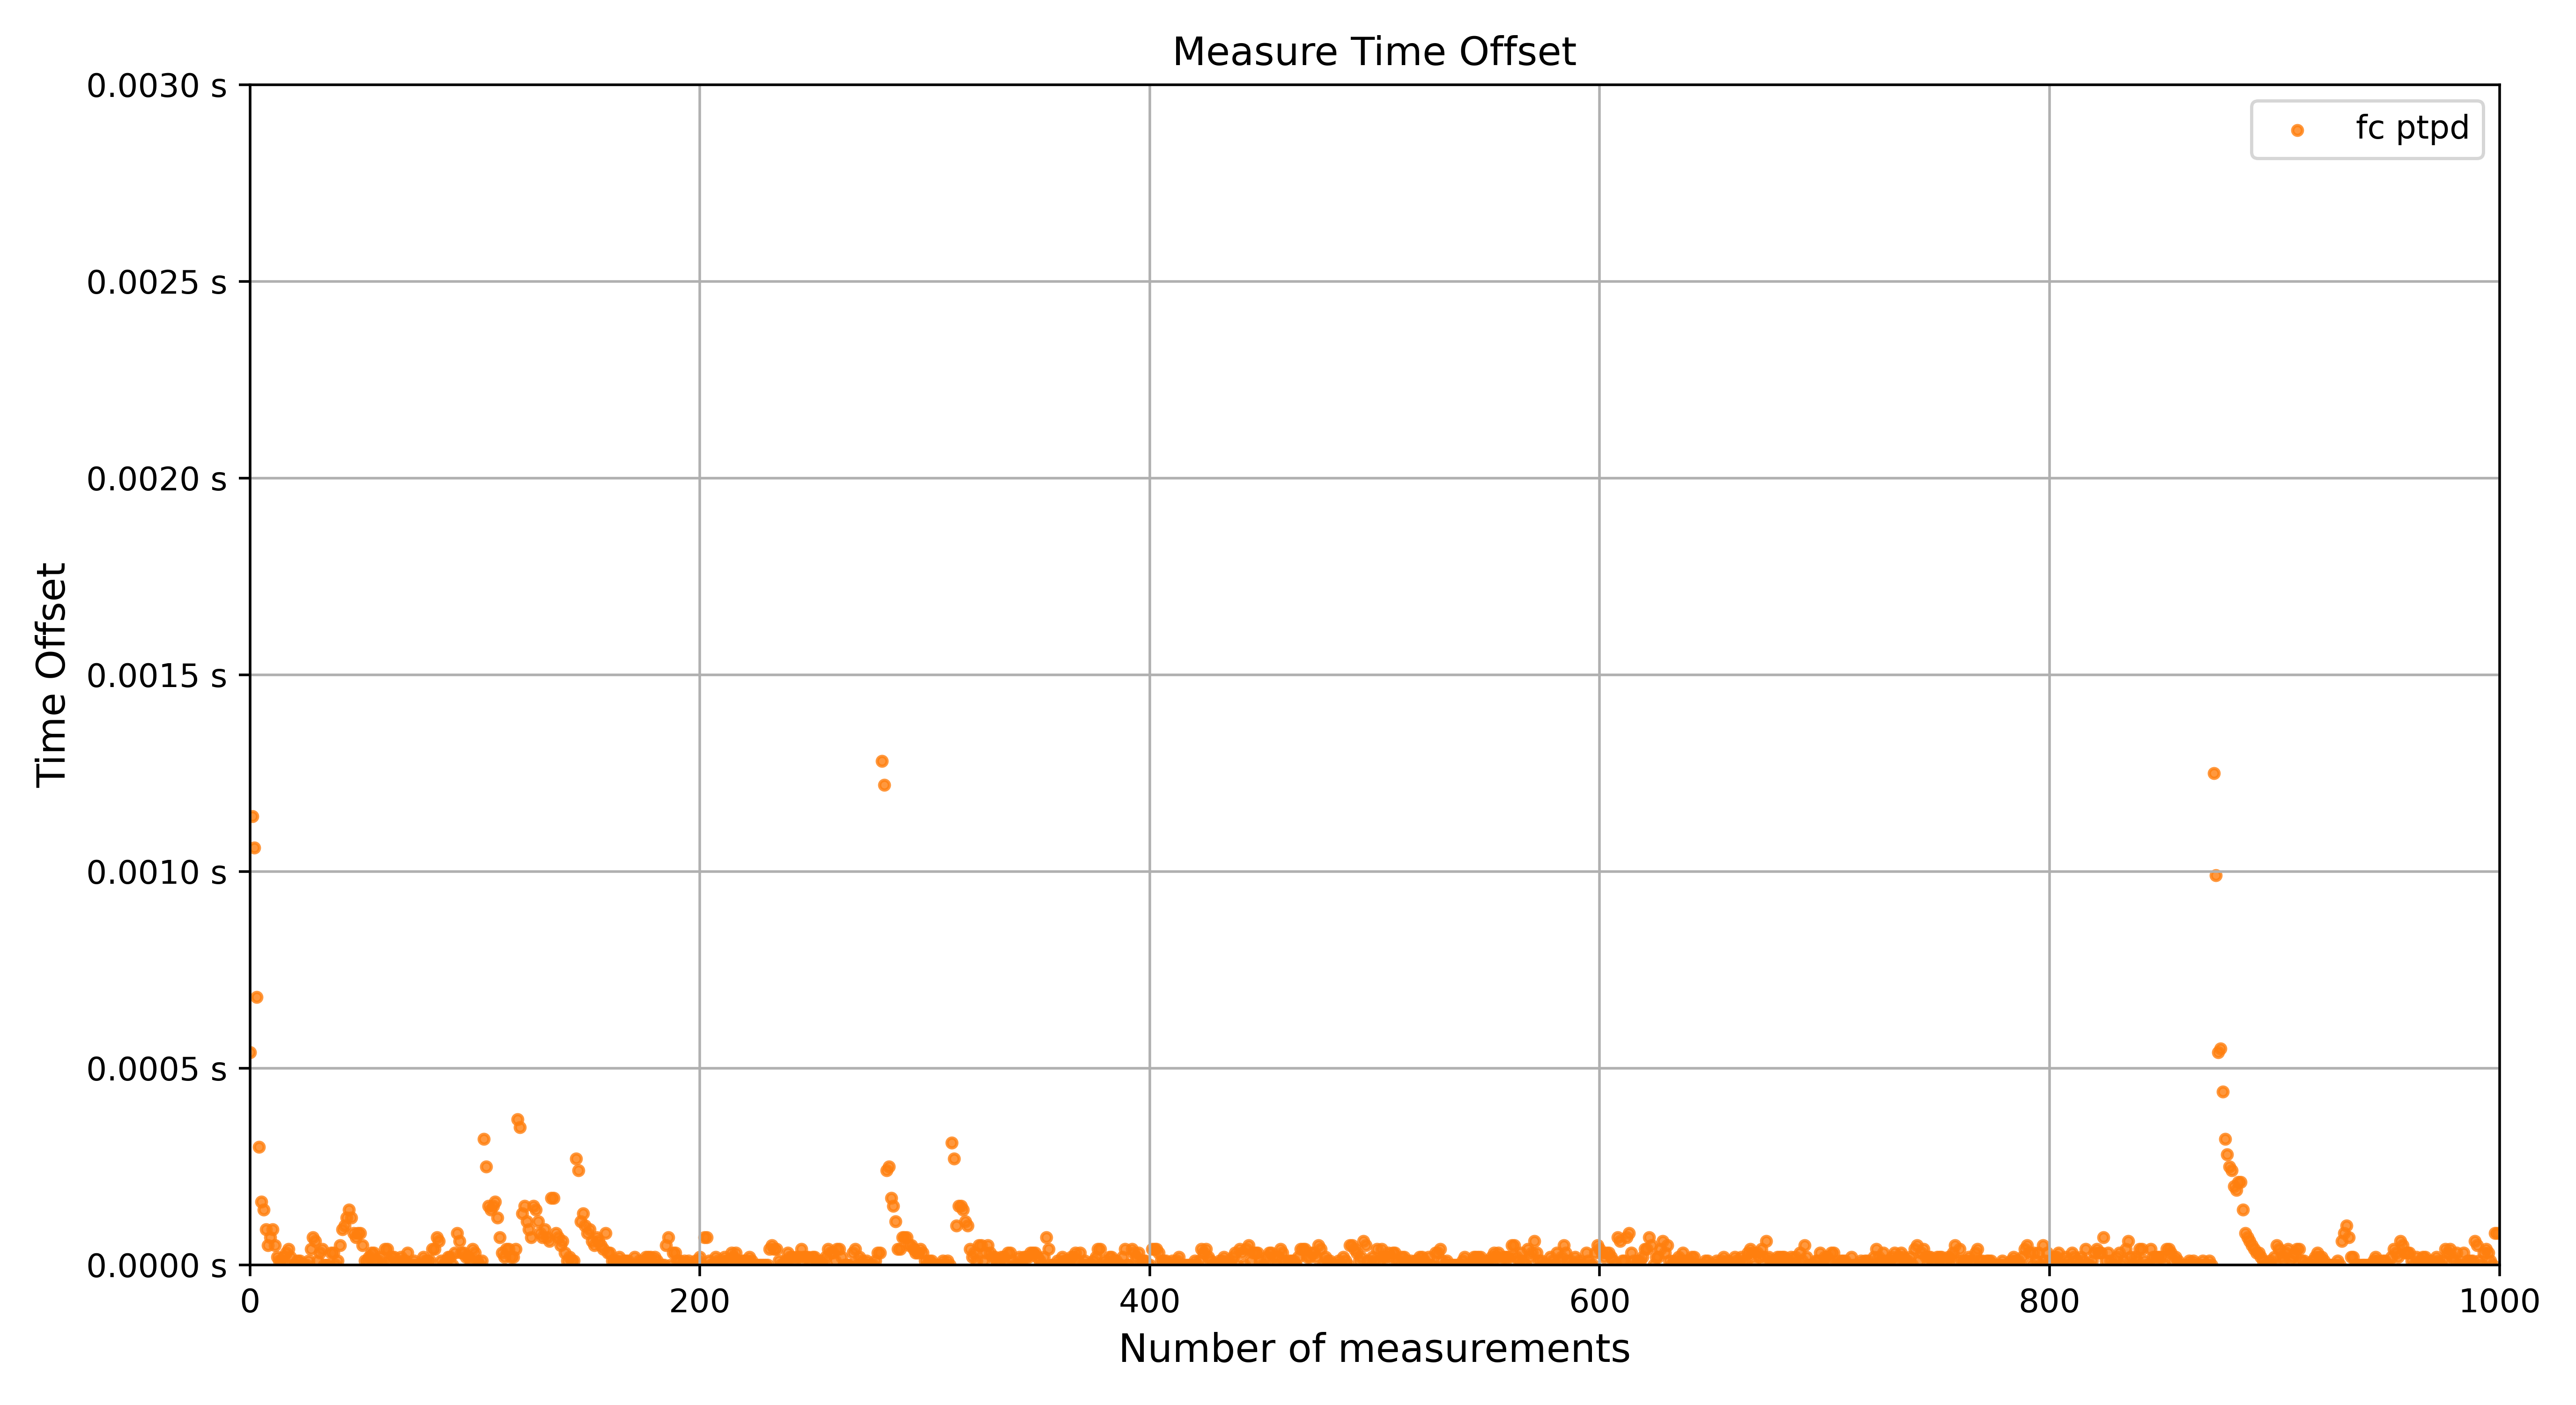 Measure Time Offset
fc ptpd
0.0030 s
0.0025 s
0.0020 s
0.0015 s
0.0010 s
0.0005 s
0.0000 s
Time Offset
0
200
400
600
800
1000
Number of measurements